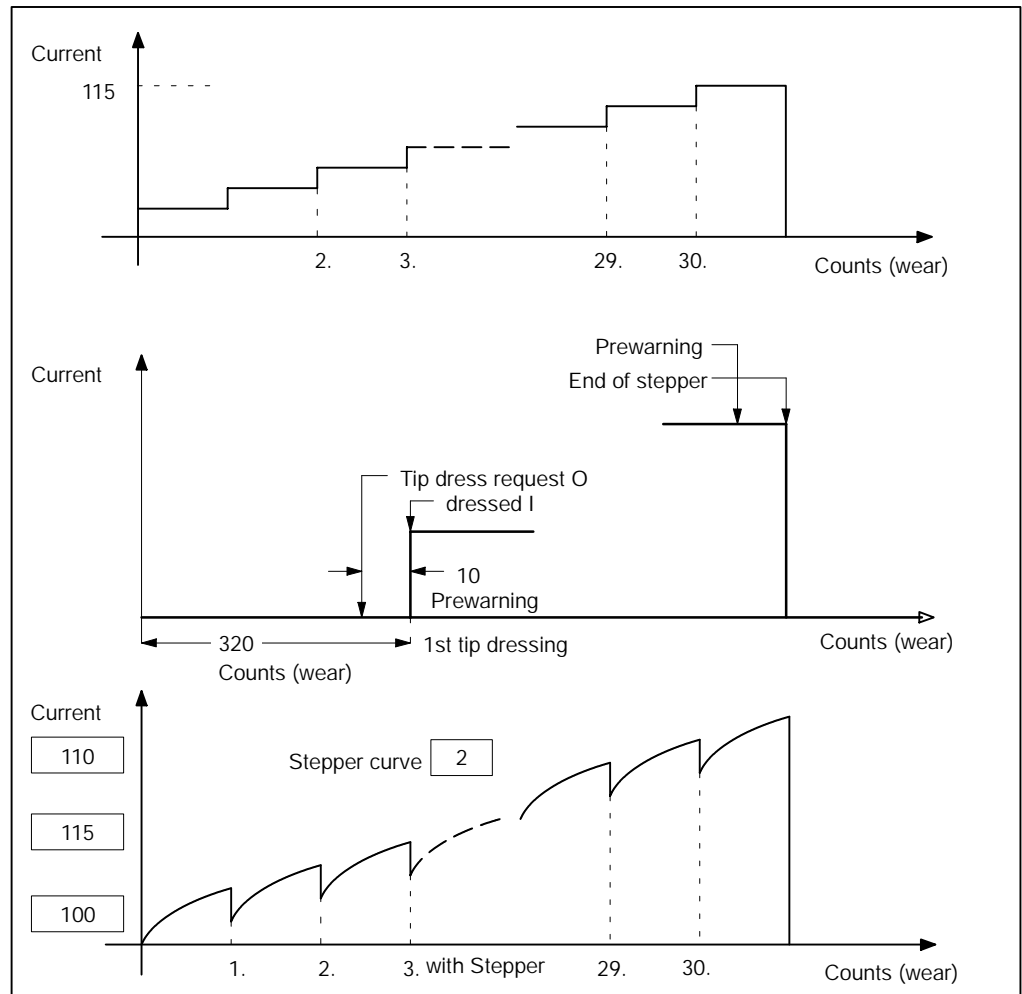 Current
115
2. 3. 29. 30.
Counts (wear)
Prewarning
Current
End of stepper
Tip dress request O
dressed I
10
Prewarning
320
1st tip dressing
Counts (wear)
Counts (wear)
Current
110
Stepper curve 2
115
100
1. 2. 3. with Stepper 29. 30.
Counts (wear)